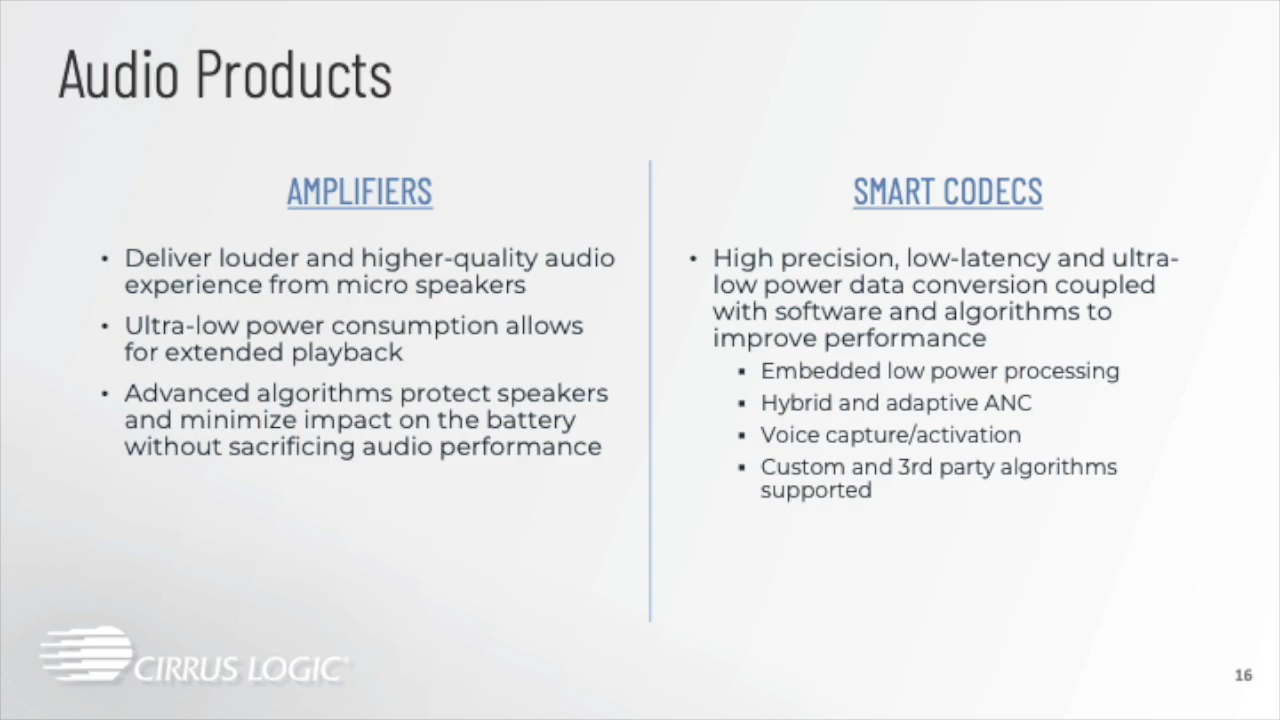 Audio Products
AMPLIFIERS
• Deliver louder and higher-quality audio
experience from micro speakers
• Ultra-low power consumption allows
for extended playback
• Advanced algorithms protect speakers
and minimize impact on the battery
without sacrificing audio performance
SMART CODECS
• High precision, low-latency and ultra-
low power data conversion coupled
with software and algorithms to
improve performance
▪ Embedded low power processing
▪ Hybrid and adaptive ANC
▪ Voice capture/activation
▪ Custom and 3rd party algorithms
supported
CIRRUS LOGIC®
16